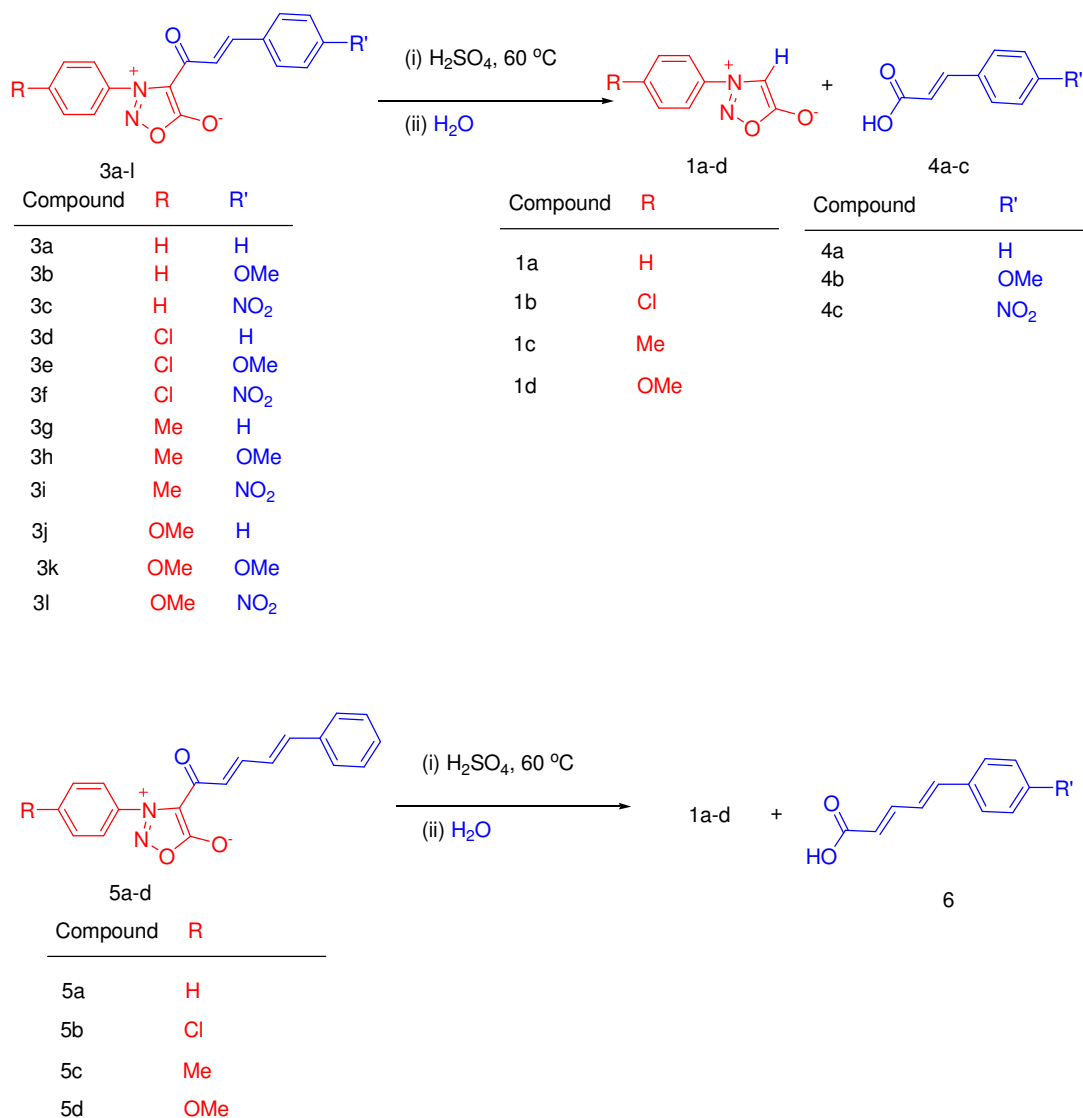 O R' R N + N O O-
(i) H2SO4, 60 oC
(ii) H2O
R N + N O H O-
+
O HO R'
3a-l
1a-d
4a-c
Compound R R'
3a H H
3b H OMe
3c H NO2
3d Cl H
3e Cl OMe
3f Cl NO2
3g Me H
3h Me OMe
3i Me NO2
3j OMe H
3k OMe OMe
3l OMe NO2
Compound R
1a H
1b Cl
1c Me
1d OMe
Compound R'
4a H
4b OMe
4c NO2
O R N + N O O-
(i) H2SO4, 60 oC
(ii) H2O
1a-d + O HO R'
5a-d
6
Compound R
5a H
5b Cl
5c Me
5d OMe